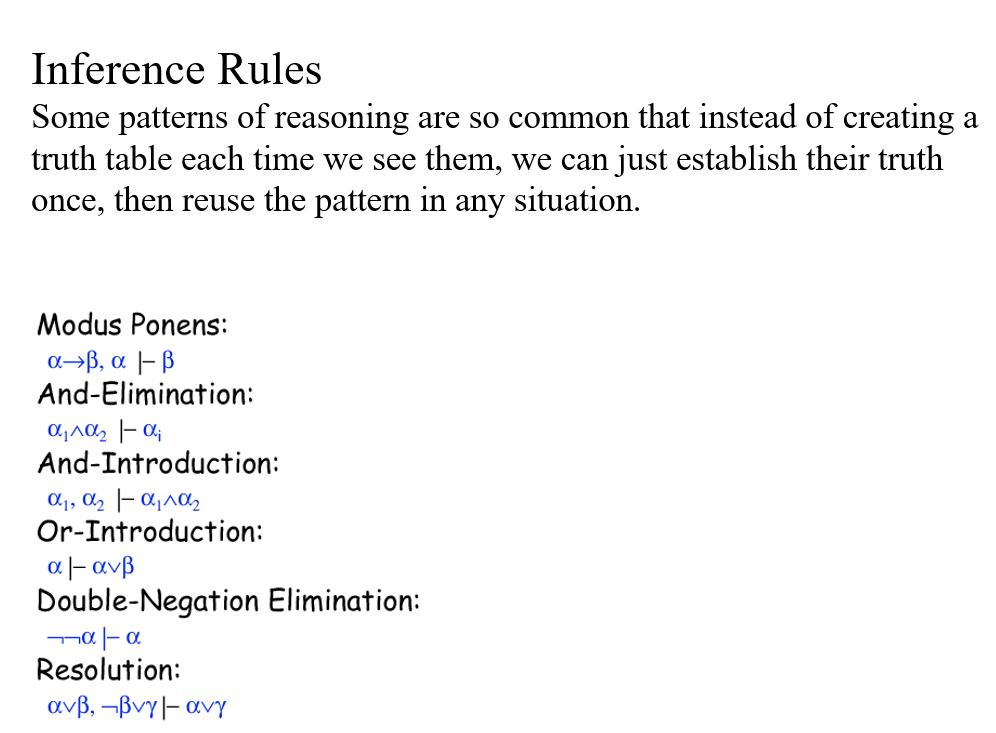 Inference Rules
Some patterns of reasoning are so common that instead of creating a
truth table each time we see them, we can just establish their truth
once, then reuse the pattern in any situation.
Modus Ponens:
α→β, α |– β
And-Elimination:
α₁∧α₂ |– αᵢ
And-Introduction:
α₁, α₂ |– α₁∧α₂
Or-Introduction:
α |– α∨β
Double-Negation Elimination:
¬¬α |– α
Resolution:
α∨β, ¬β∨γ |– α∨γ